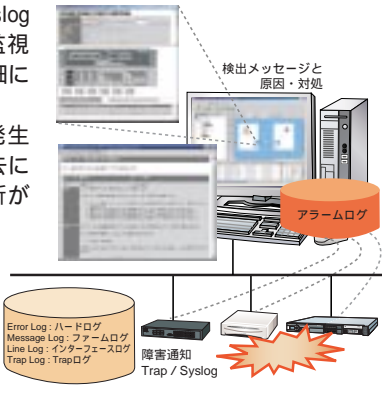 slog
監視
細に
発生
去に
所が
検出メッセージと
原因・対処
アラームログ
Error Log : ハードログ
Message Log : ファームログ
Line Log : インターフェースログ
Trap Log : Trapログ
障害通知
Trap / Syslog